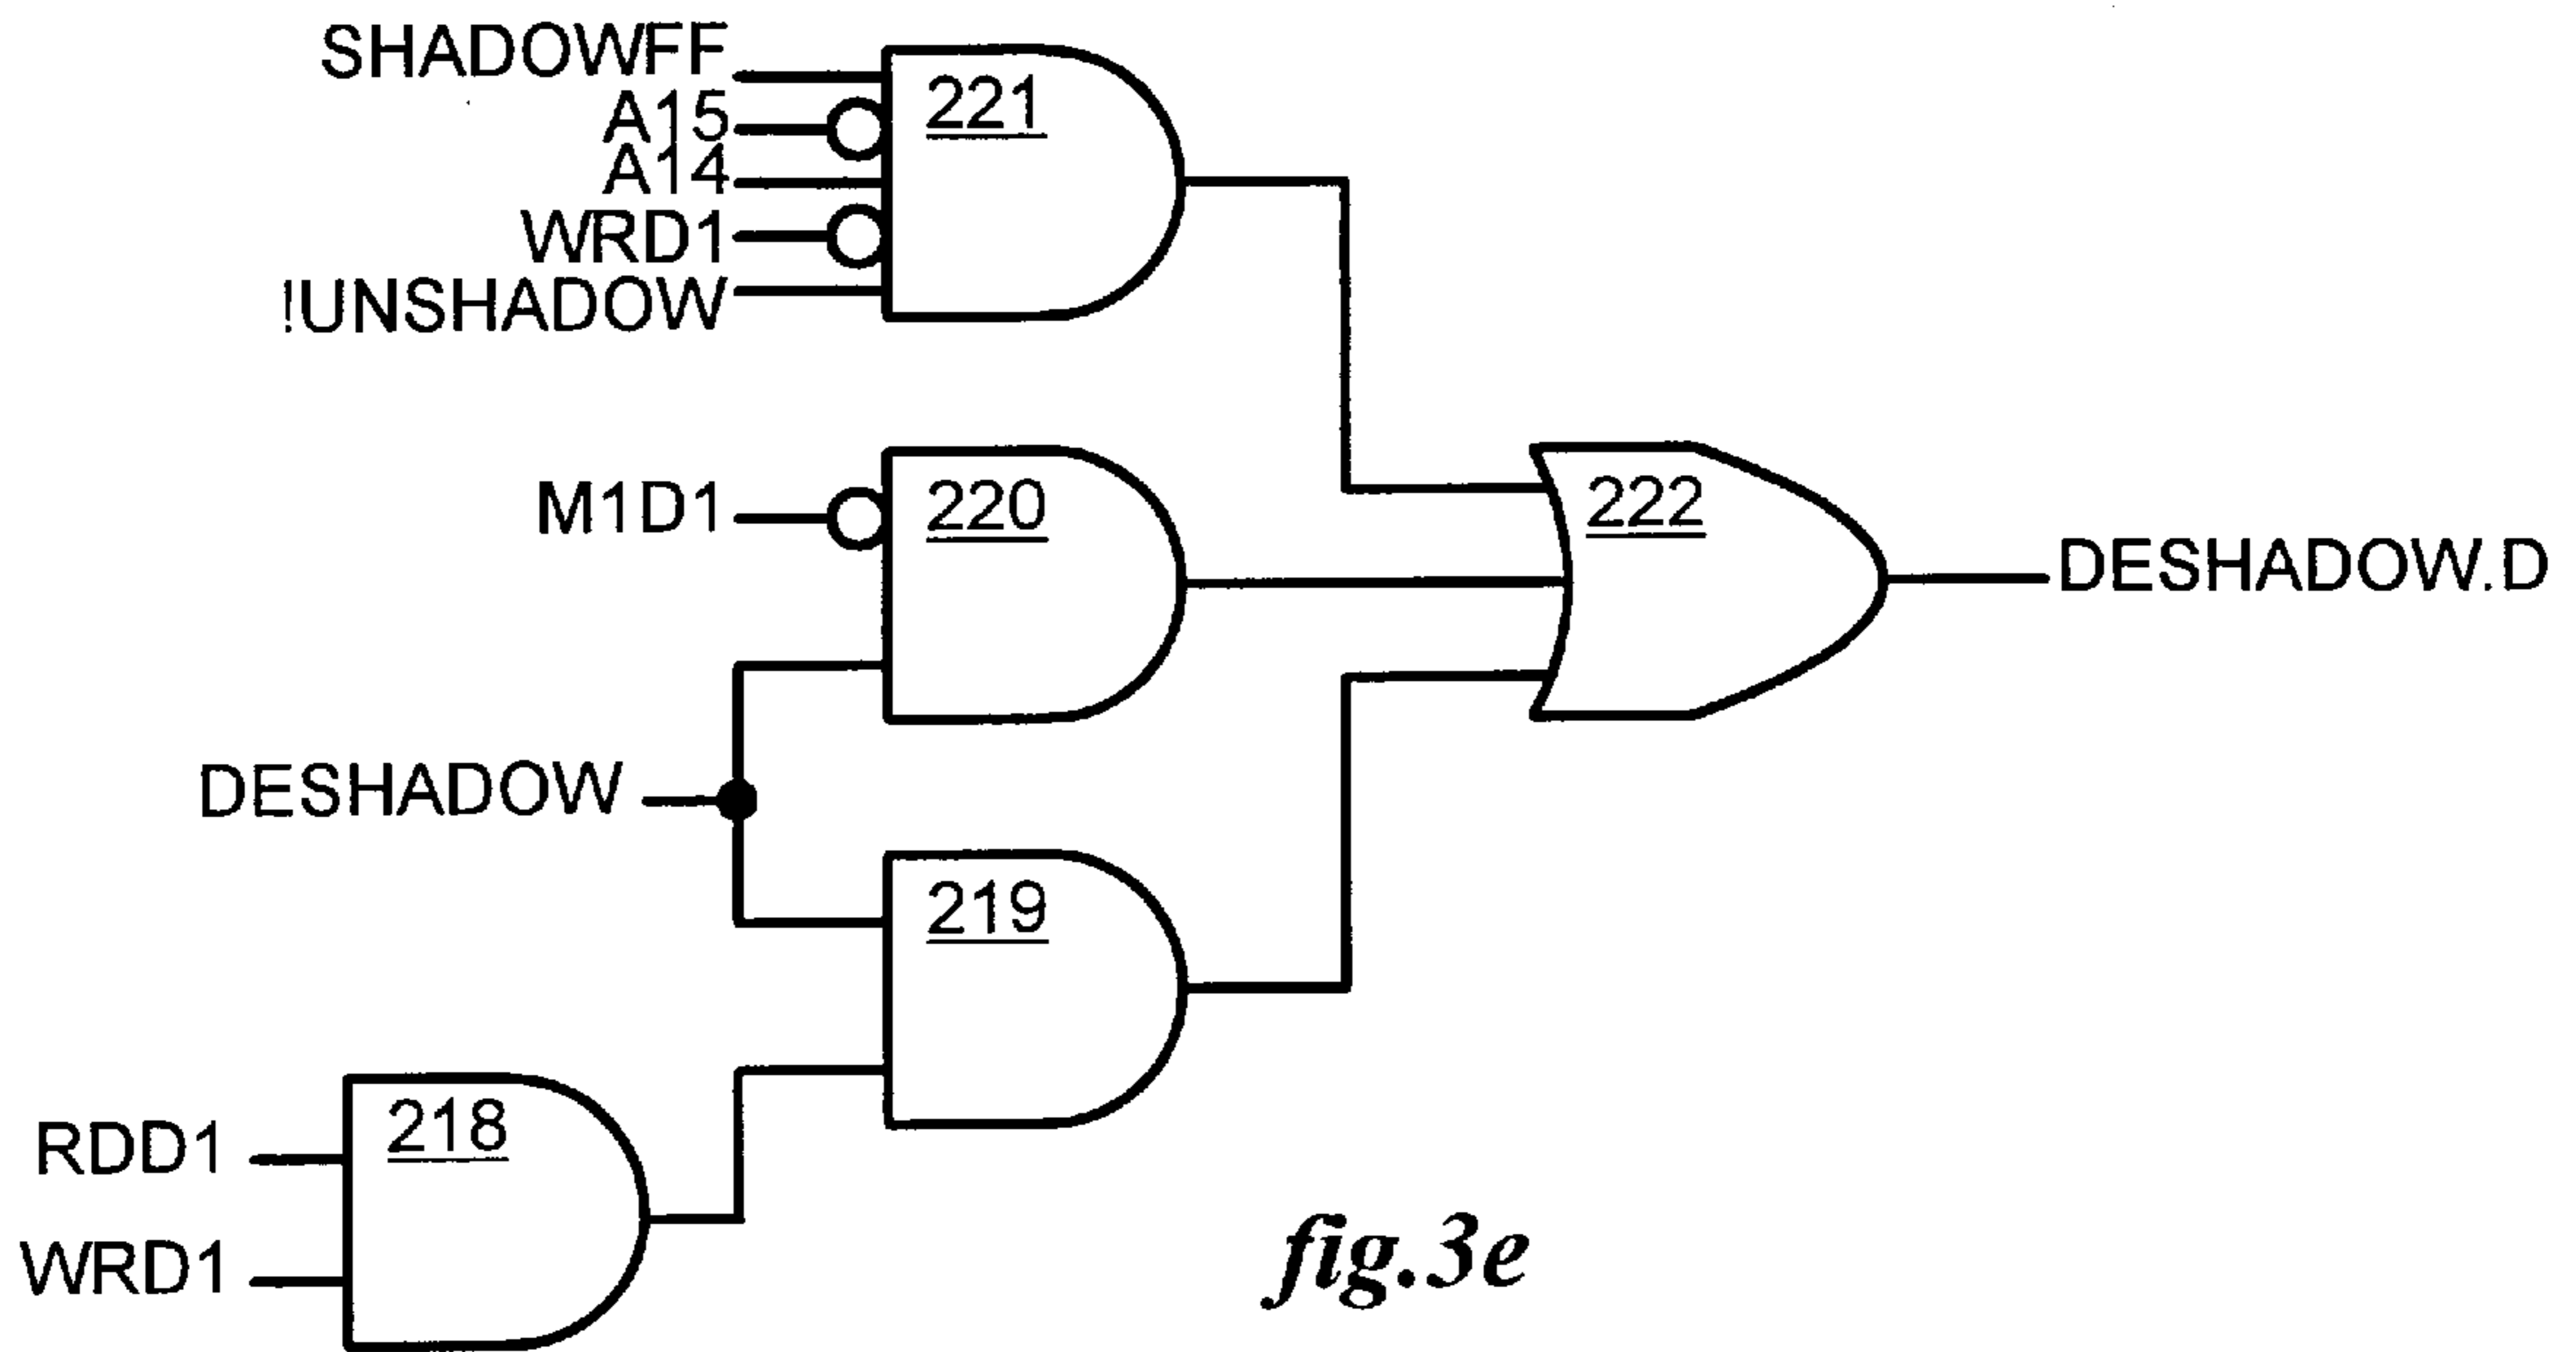 SHADOWFF
A15
A14
WRD1
!UNSHADOW
221
M1D1
220
222
DESHADOW.D
DESHADOW
219
RDD1
WRD1
218
fig.3e